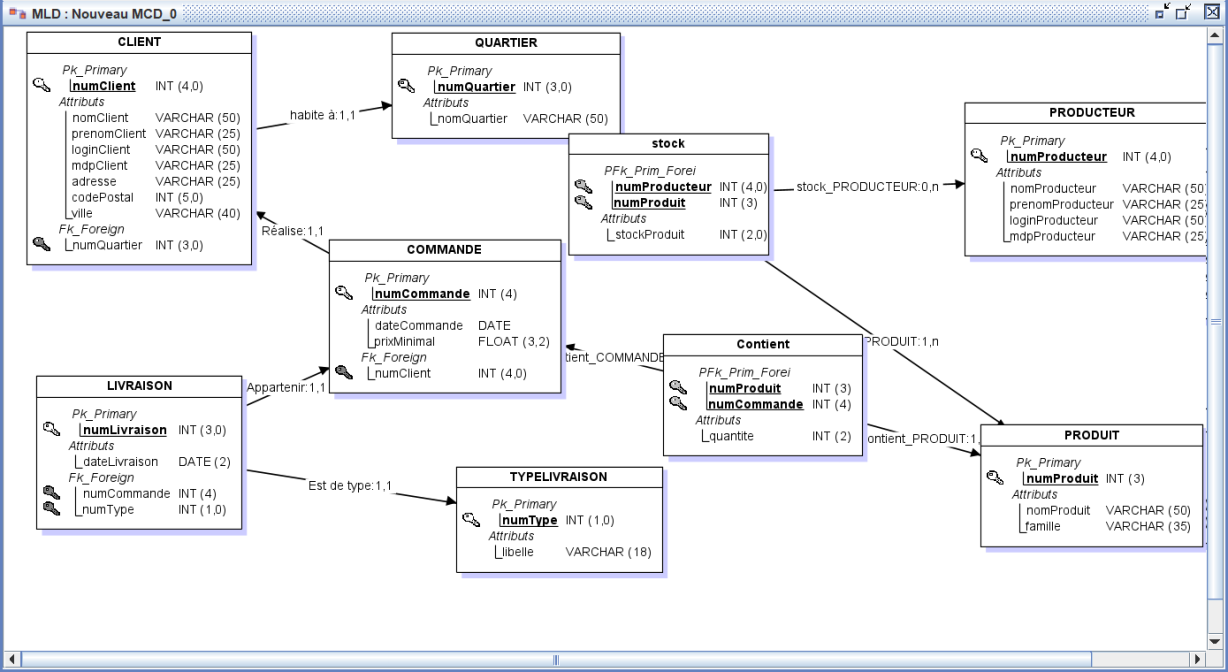 MLD : Nouveau MCD_0
CLIENT
Pk_Primary
numClient INT (4,0)
Attributs
nomClient VARCHAR (50)
prenomClient VARCHAR (25)
loginClient VARCHAR (50)
mdpClient VARCHAR (25)
adresse VARCHAR (25)
codePostal INT (5,0)
ville VARCHAR (40)
Fk_Foreign
numQuartier INT (3,0)
habite à:1,1
QUARTIER
Pk_Primary
numQuartier INT (3,0)
Attributs
nomQuartier VARCHAR (50)
stock
PFk_Prim_Forei
numProducteur INT (4,0)
numProduit INT (3)
Attributs
stockProduit INT (2,0)
stock_PRODUCTEUR:0,n
PRODUCTEUR
Pk_Primary
numProducteur INT (4,0)
Attributs
nomProducteur VARCHAR (50
prenomProducteur VARCHAR (25
loginProducteur VARCHAR (50
mdpProducteur VARCHAR (25
Réalise:1,1
COMMANDE
Pk_Primary
numCommande INT (4)
Attributs
dateCommande DATE
prixMinimal FLOAT (3,2)
Fk_Foreign
numClient INT (4,0)
tient_COMMANDE
PRODUIT:1,n
Contient
PFk_Prim_Forei
numProduit INT (3)
numCommande INT (4)
Attributs
quantite INT (2)
ontient_PRODUIT:1,
LIVRAISON
Pk_Primary
numLivraison INT (3,0)
Attributs
dateLivraison DATE (2)
Fk_Foreign
numCommande INT (4)
numType INT (1,0)
Appartenir:1,1
Est de type:1,1
TYPELIVRAISON
Pk_Primary
numType INT (1,0)
Attributs
libelle VARCHAR (18)
PRODUIT
Pk_Primary
numProduit INT (3)
Attributs
nomProduit VARCHAR (50)
famille VARCHAR (35)